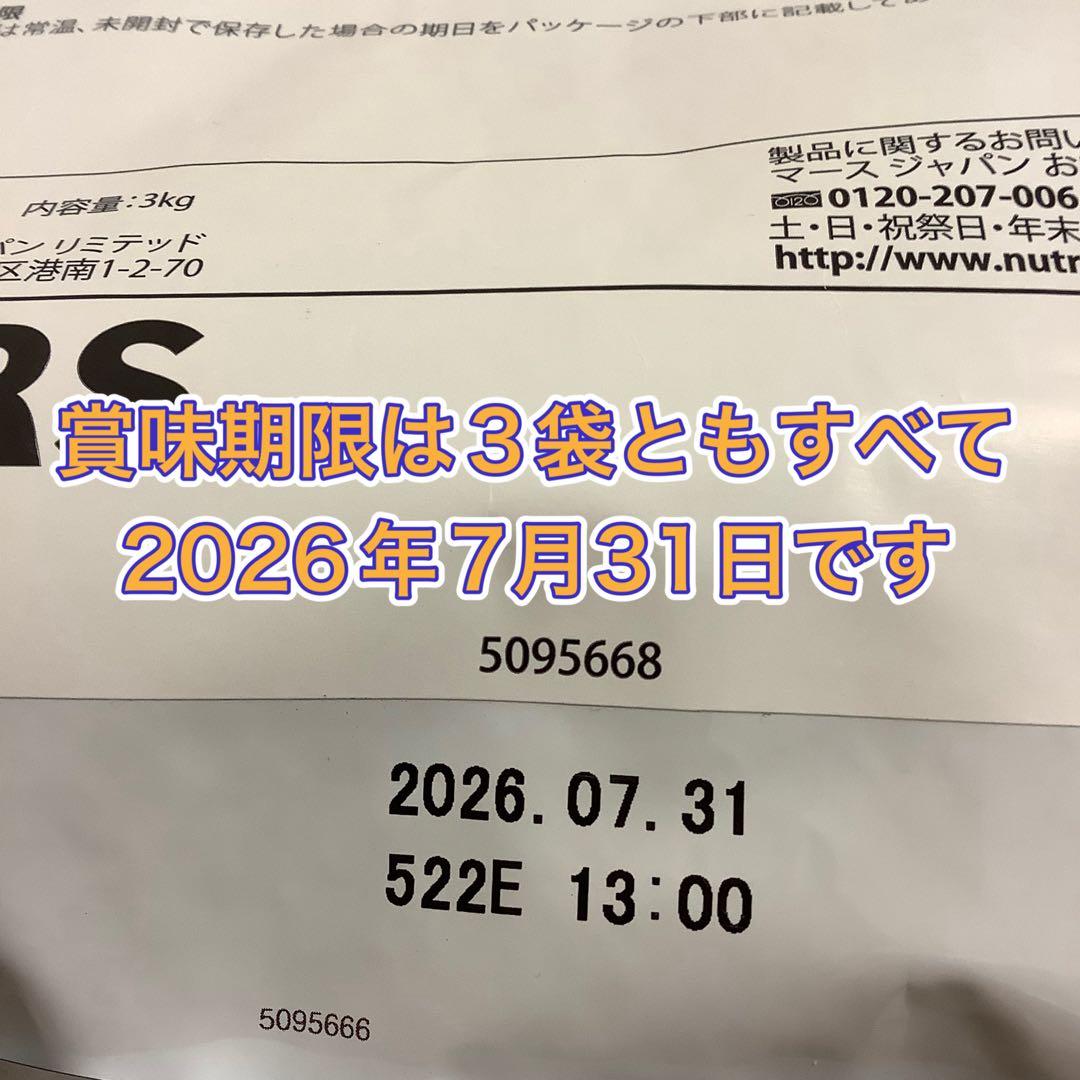 限
は常温、未開封で保存した場合の期日をパッケージの下部に記載して
内容量:3kg
パン リミテッド
区港南1-2-70
製品に関するお問い
マース ジャパン お
0120-207-006
土・日・祝祭日・年末
http://www.nutr
RS
賞味期限は3袋ともすべて
2026年7月31日です
5095668
2026.07.31
522E 13:00
5095666